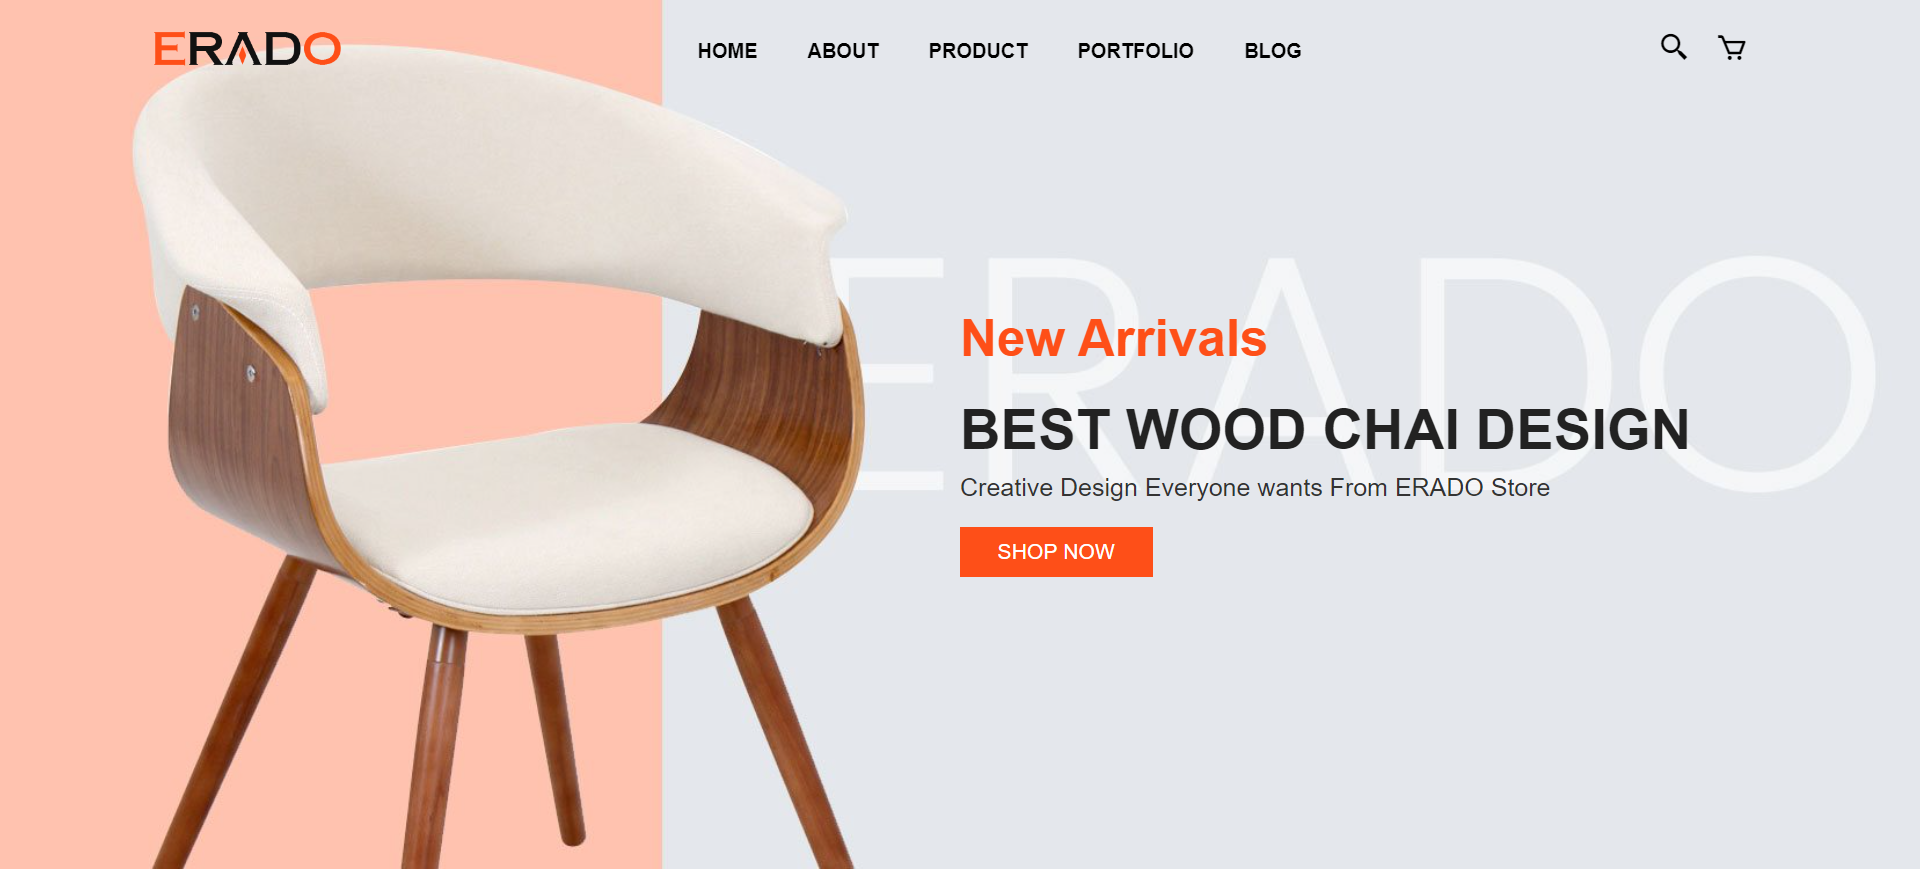 ERADO
HOME ABOUT PRODUCT PORTFOLIO BLOG
ERADO
New Arrivals
BEST WOOD CHAI DESIGN
Creative Design Everyone wants From ERADO Store
SHOP NOW